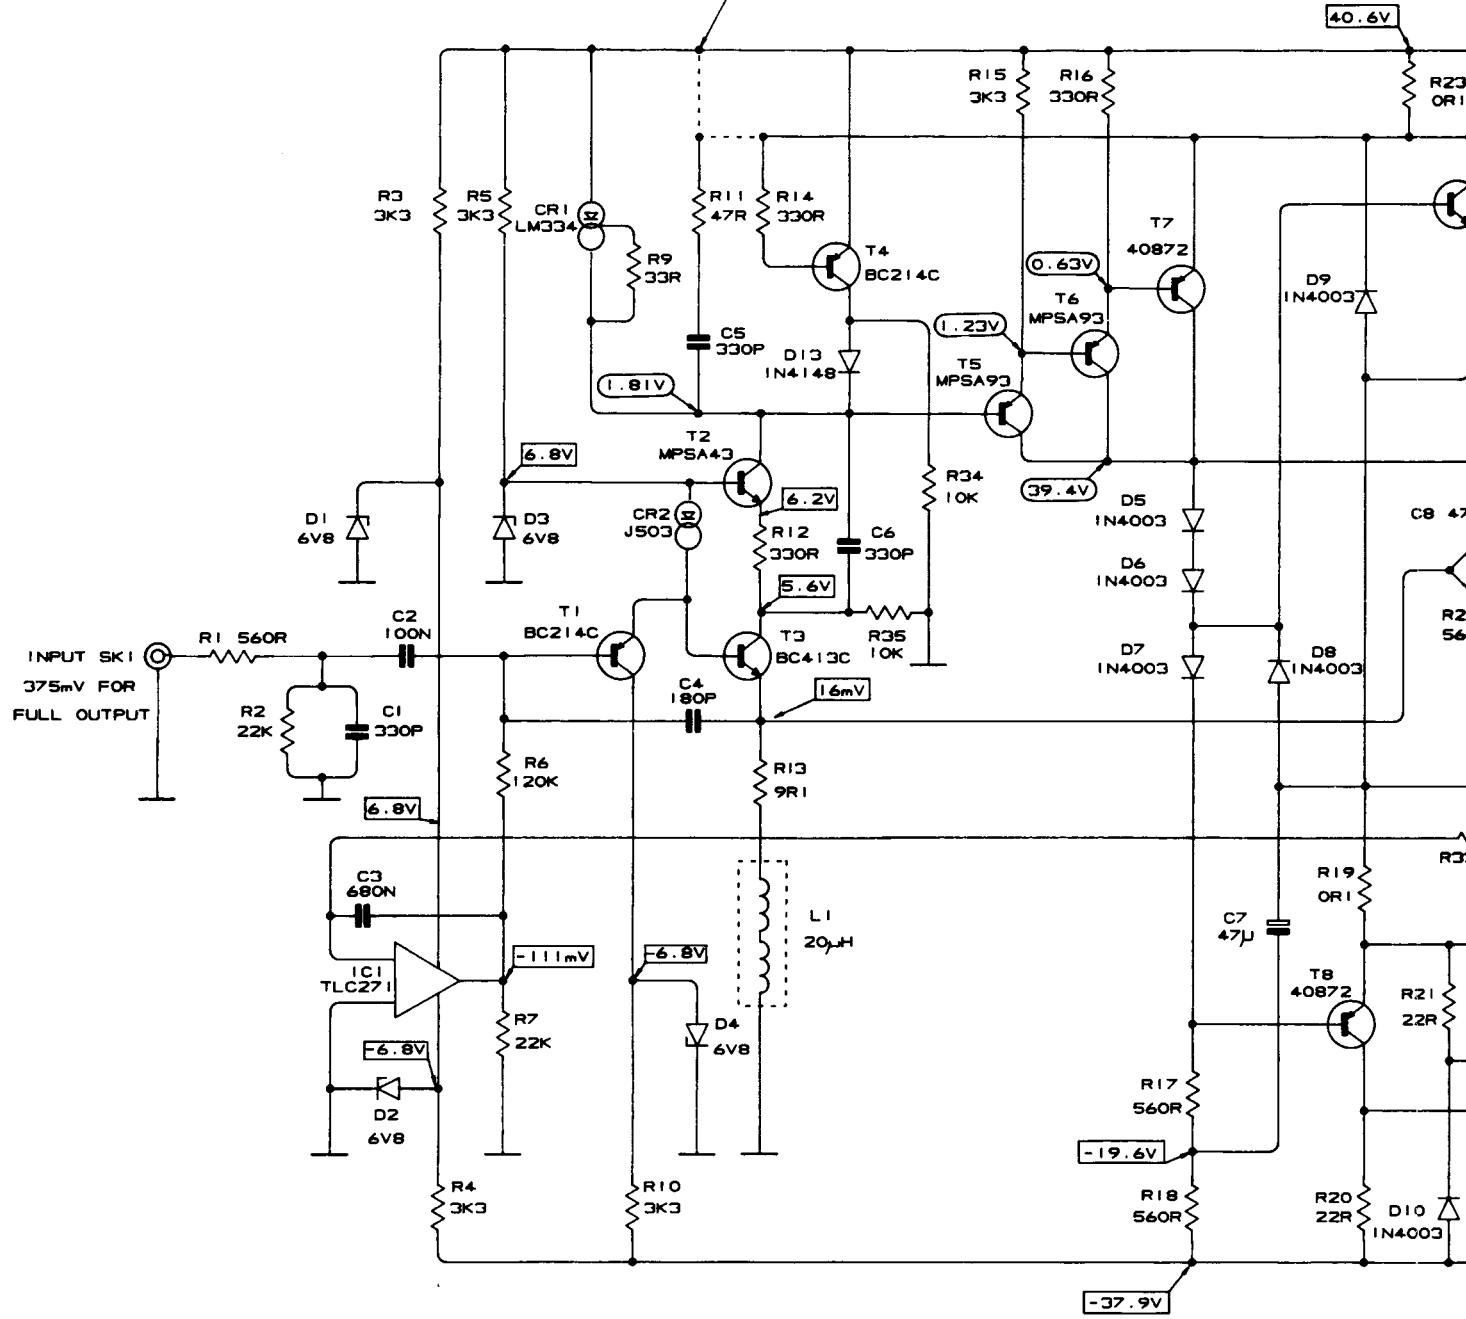 40.6V
R15
3K3
R16
330R
R23
0R1
R3
3K3
R5
3K3
CR1
LM334
R9
33R
R11
47R
R14
330R
T4
BC214C
T7
40872
0.63V
T6
MPSA93
D9
1N4003
C5
330P
D13
1N4148
1.23V
T5
MPSA93
1.81V
T2
MPSA43
6.8V
6.2V
R34
10K
39.4V
D1
6V8
D3
6V8
CR2
J503
R12
330R
C6
330P
D5
1N4003
C8 47
D6
1N4003
5.6V
T1
BC214C
C2
100N
R1 560R
INPUT SK1
375mV FOR
FULL OUTPUT
T3
BC413C
R35
10K
D7
1N4003
D8
1N4003
R2
56
R2
22K
C1
330P
C4
180P
16mV
R6
120K
R13
9R1
6.8V
C3
680N
L1
20µH
R19
0R1
R3
C7
47µ
-111mV
-6.8V
IC1
TLC271
T8
40872
R21
22R
R7
22K
D4
6V8
-6.8V
D2
6V8
R17
560R
-19.6V
R4
3K3
R10
3K3
R18
560R
R20
22R
D10
1N4003
-37.9V